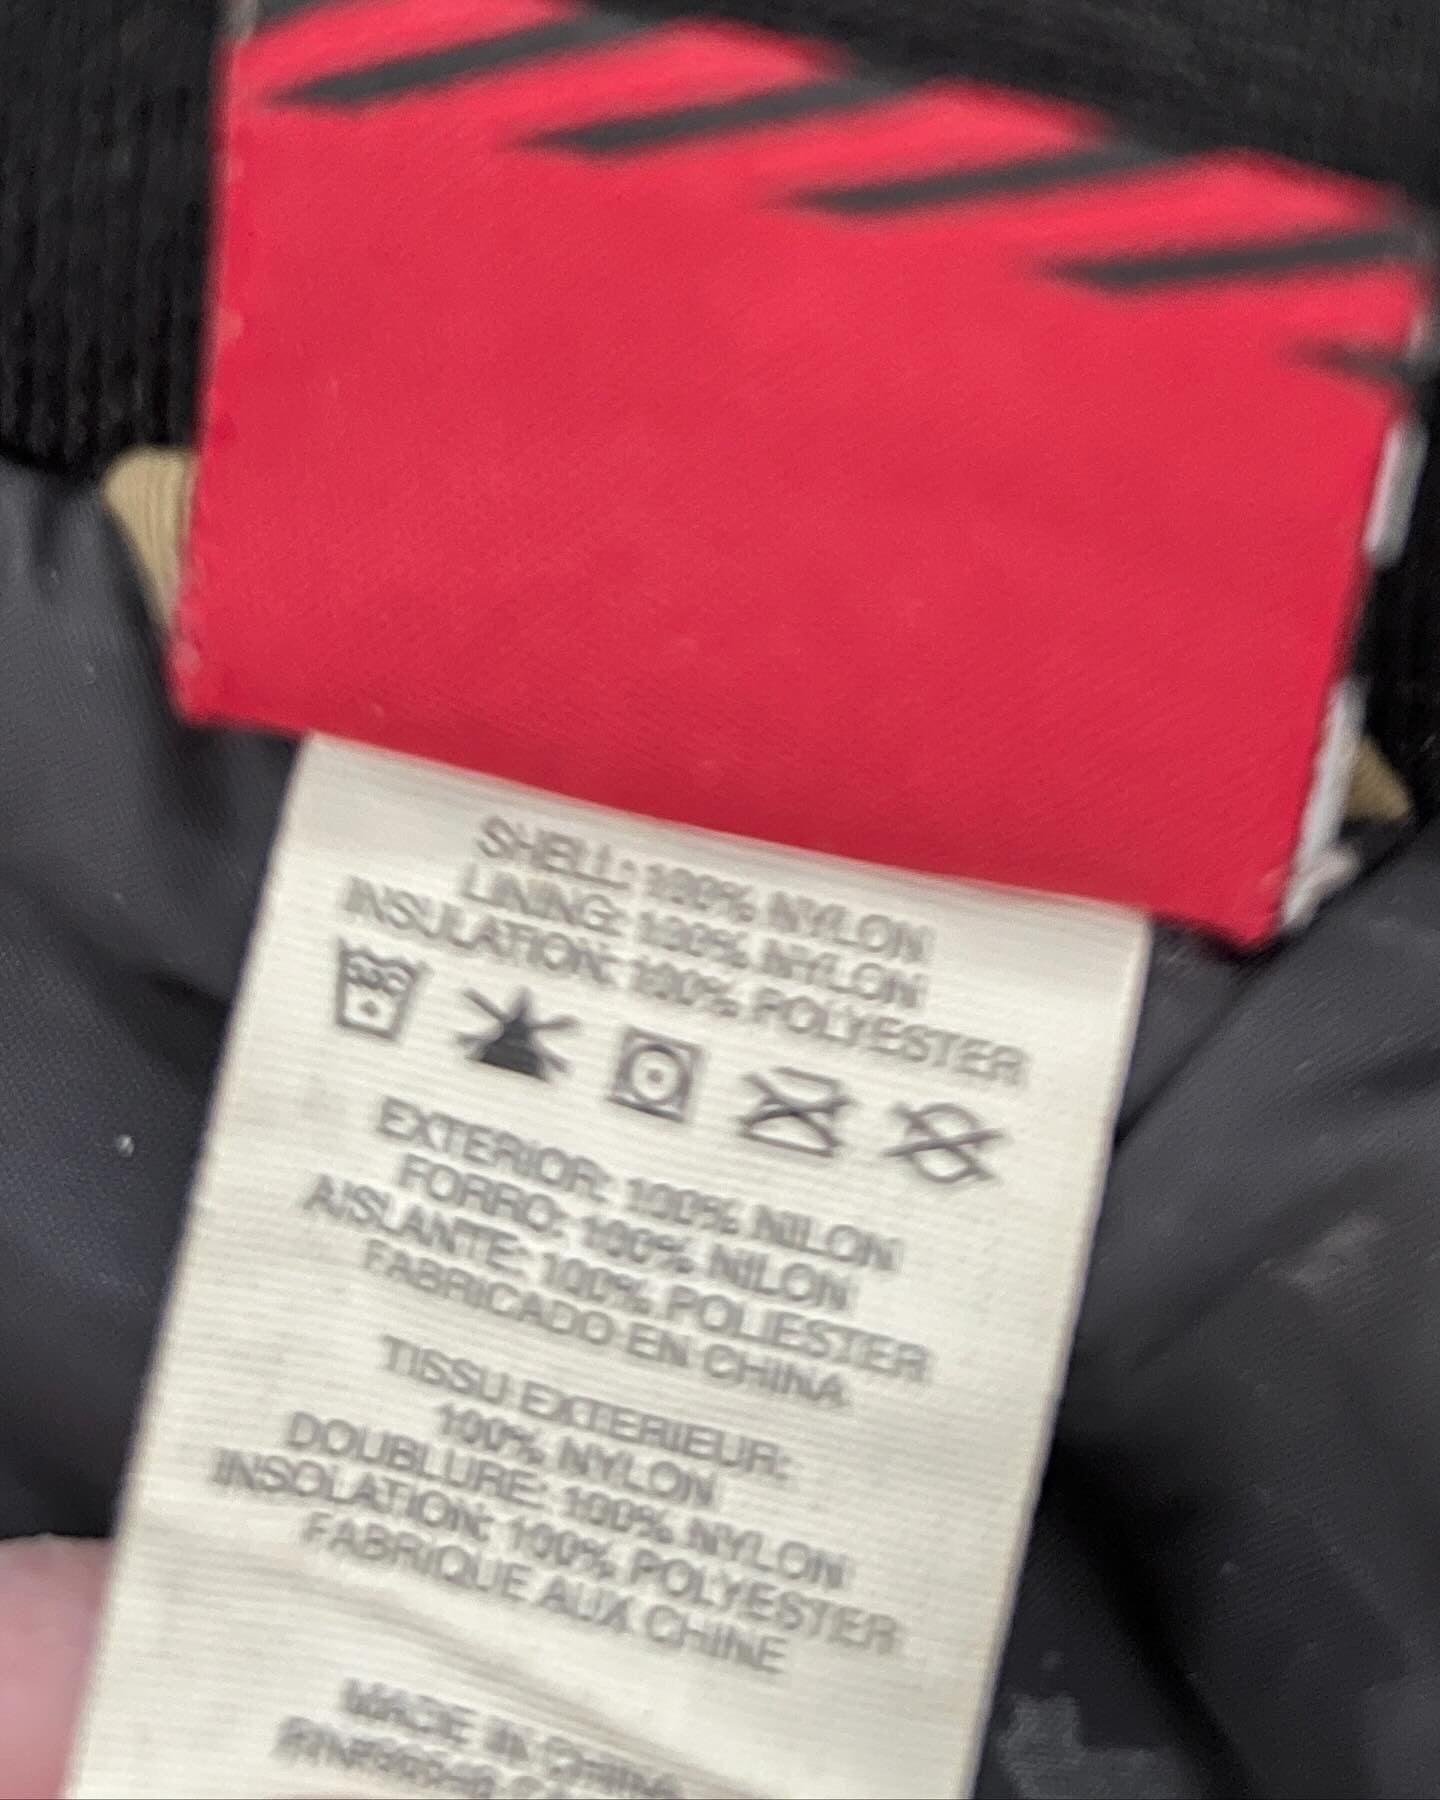 SHELL: 100% NYLON
LINING: 100% NYLON
INSULATION: 100% POLYESTER
EXTERIOR: 100% NILON
FORRO: 100% NILON
AISLANTE: 100% POLIESTER
FABRICADO EN CHINA
TISSU EXTERIEUR:
100% NYLON
DOUBLURE: 100% NYLON
INSOLATION: 100% POLYESTER
FABRIQUE AUX CHINE
MADE IN CHINA